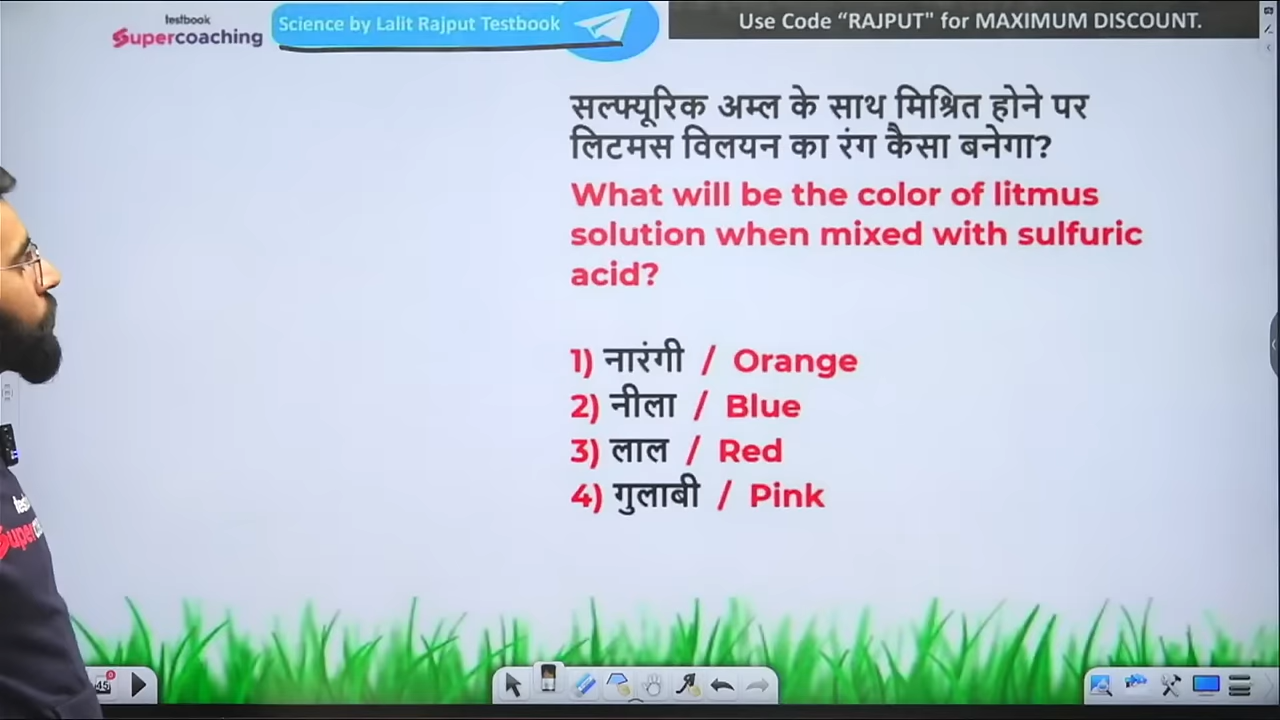 testbook
Supercoaching
Science by Lalit Rajput Testbook
Use Code “RAJPUT" for MAXIMUM DISCOUNT.
सल्फ्यूरिक अम्ल के साथ मिश्रित होने पर
लिटमस विलयन का रंग कैसा बनेगा?
What will be the color of litmus
solution when mixed with sulfuric
acid?
1) नारंगी / Orange
2) नीला / Blue
3) लाल / Red
4) गुलाबी / Pink
45